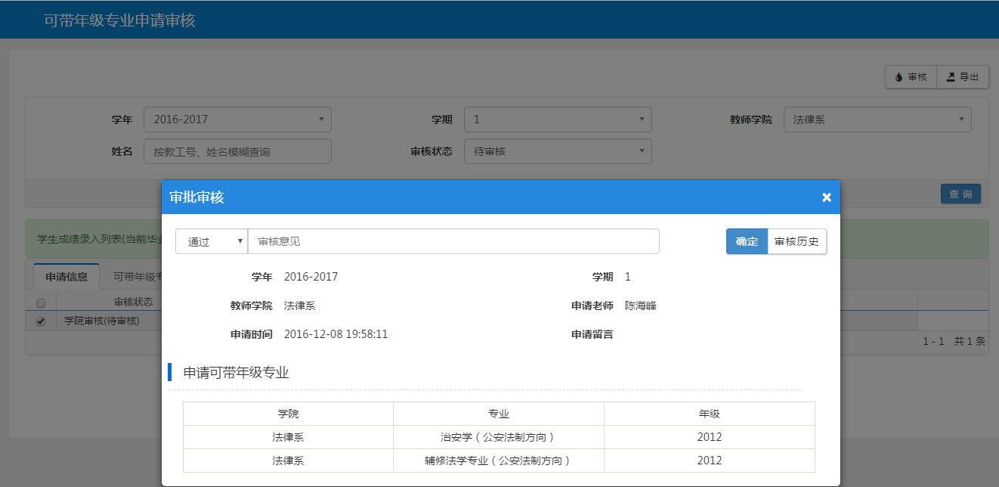 可带年级专业申请审核
审核 导出
学年 2016-2017 学期 1 教师学院 法律系
姓名 按教工号、姓名模糊查询 审核状态 待审核
查 询
审批审核 ×
通过 审核意见 确定 审核历史
学生成绩录入列表(当前毕
申请信息 可带年级
审核状态
学院审核(待审核)
1 - 1 共 1 条
学年 2016-2017 学期 1
教师学院 法律系 申请老师 陈海峰
申请时间 2016-12-08 19:58:11 申请留言
申请可带年级专业
学院 专业 年级
法律系 治安学（公安法制方向） 2012
法律系 辅修法学专业（公安法制方向） 2012